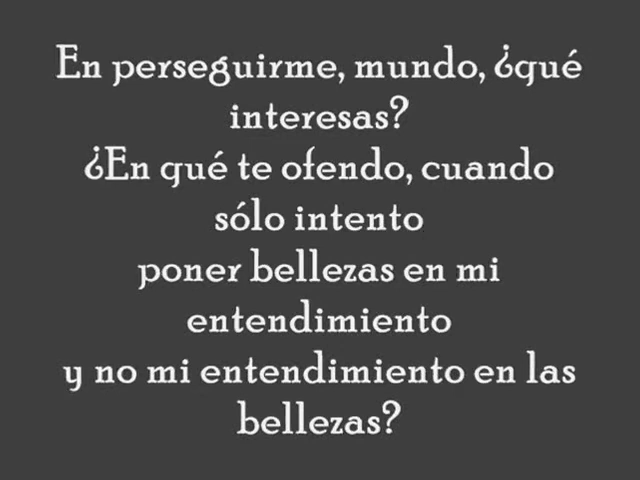 En perseguirme, mundo, ¿qué
interesas?
¿En qué te ofendo, cuando
sólo intento
poner bellezas en mi
entendimiento
y no mi entendimiento en las
bellezas?